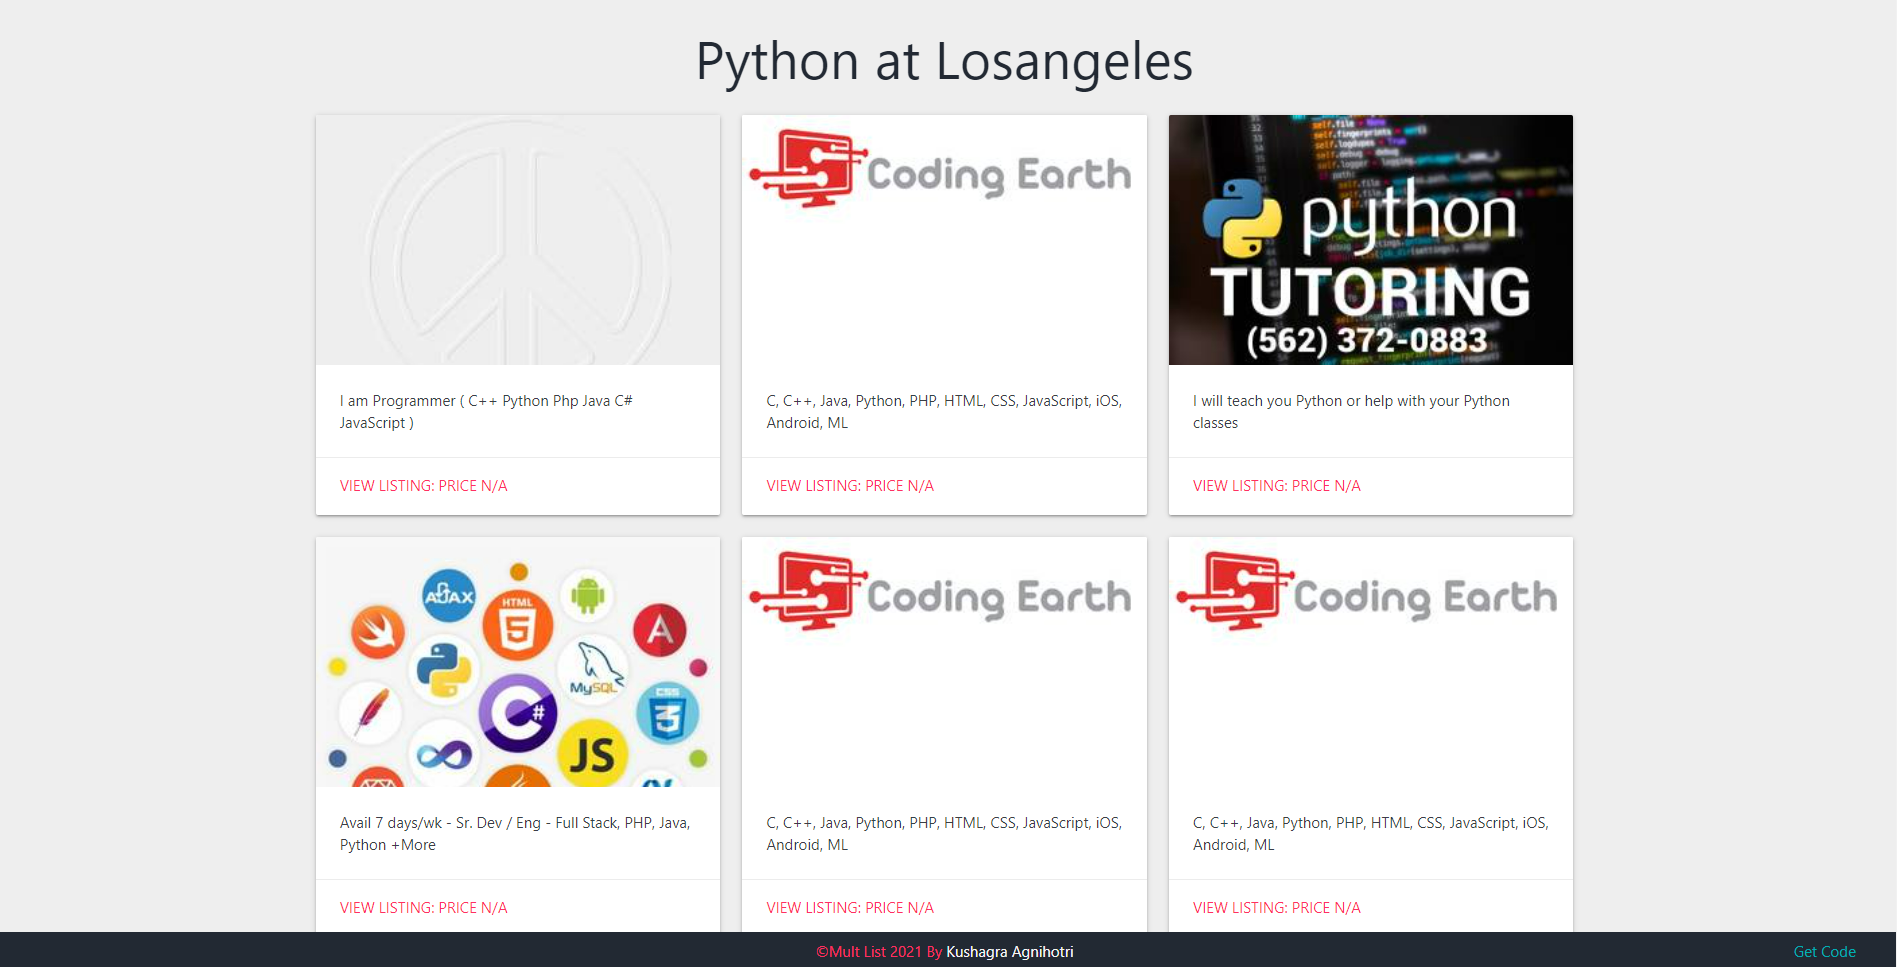 Python at Losangeles
Coding Earth
python
TUTORING
(562) 372-0883
I am Programmer ( C++ Python Php Java C#
JavaScript )
C, C++, Java, Python, PHP, HTML, CSS, JavaScript, iOS,
Android, ML
I will teach you Python or help with your Python
classes
VIEW LISTING: PRICE N/A
VIEW LISTING: PRICE N/A
VIEW LISTING: PRICE N/A
AJAX
HTML
5
A
MySQL
C#
CSS
3
JS
Coding Earth
Coding Earth
Avail 7 days/wk - Sr. Dev / Eng - Full Stack, PHP, Java,
Python +More
C, C++, Java, Python, PHP, HTML, CSS, JavaScript, iOS,
Android, ML
C, C++, Java, Python, PHP, HTML, CSS, JavaScript, iOS,
Android, ML
VIEW LISTING: PRICE N/A
VIEW LISTING: PRICE N/A
VIEW LISTING: PRICE N/A
©Mult List 2021 By Kushagra Agnihotri
Get Code